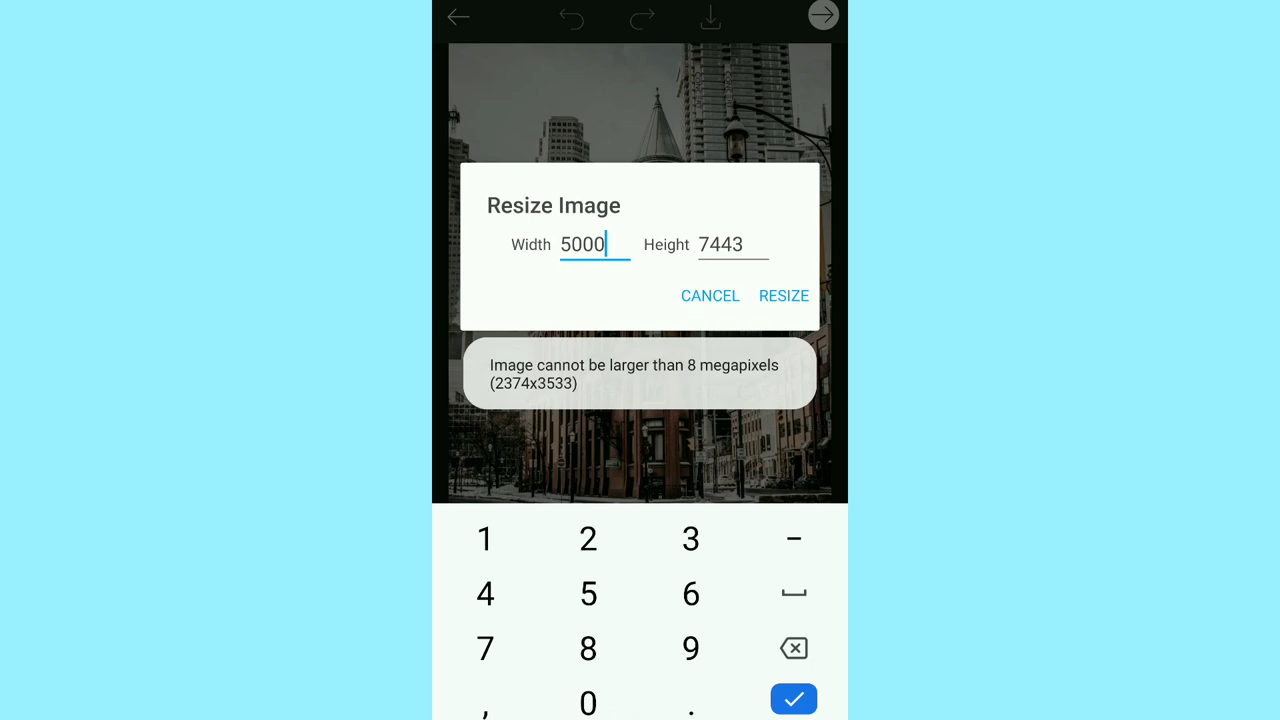 Resize Image
Width 5000 Height 7443
CANCEL RESIZE
Image cannot be larger than 8 megapixels
(2374x3533)
1 2 3 -
4 5 6
7 8 9
, 0 .